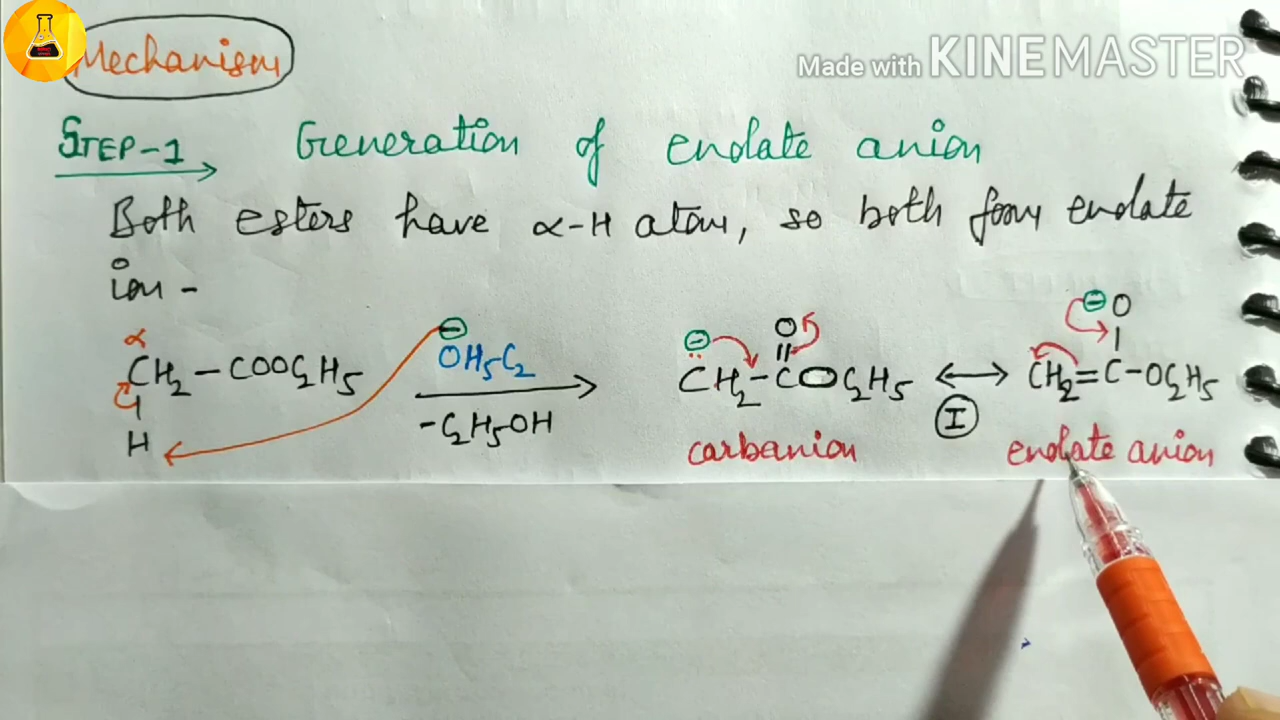 Mechanism
Made with KINEMASTER
STEP-1 Generation of enolate anion
Both esters have α-H atom, so both form enolate
ion -
α
CH₂-COOC₂H₅
H
⊖
OH₅C₂
-C₂H₅OH
⊖
··
O
||
CH₂-C-OC₂H₅
carbanion
I
⊖ O
|
CH₂=C-OC₂H₅
enolate anion